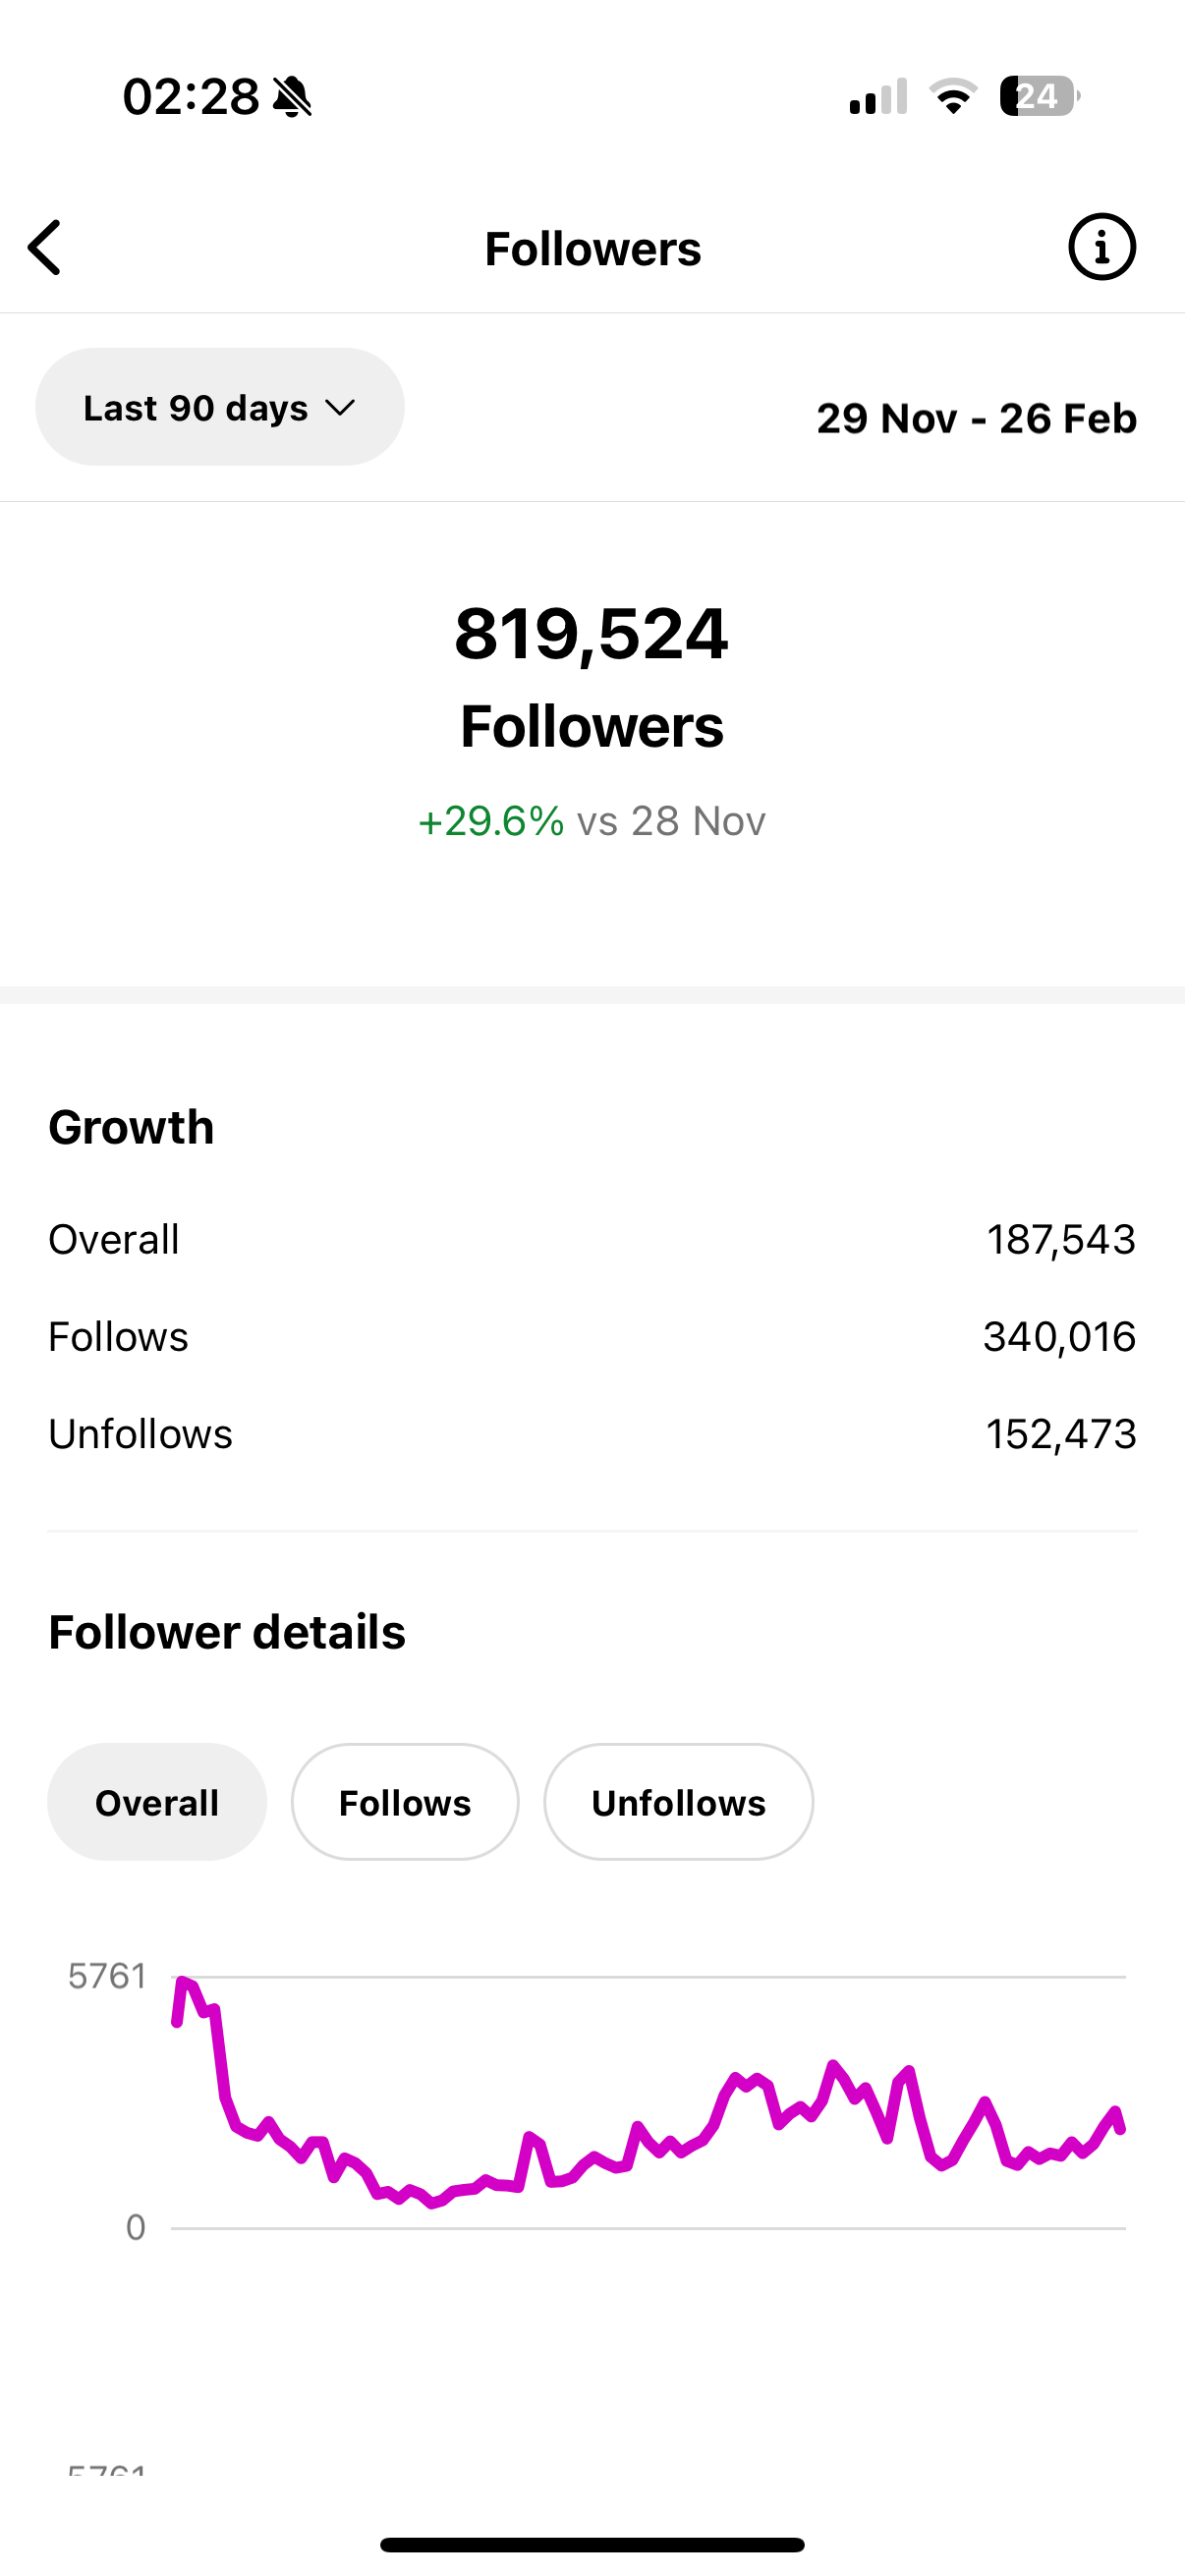 02:28
24
Followers
Last 90 days
29 Nov - 26 Feb
819,524
Followers
+29.6% vs 28 Nov
Growth
Overall 187,543
Follows 340,016
Unfollows 152,473
Follower details
Overall Follows Unfollows
5761
0
5761